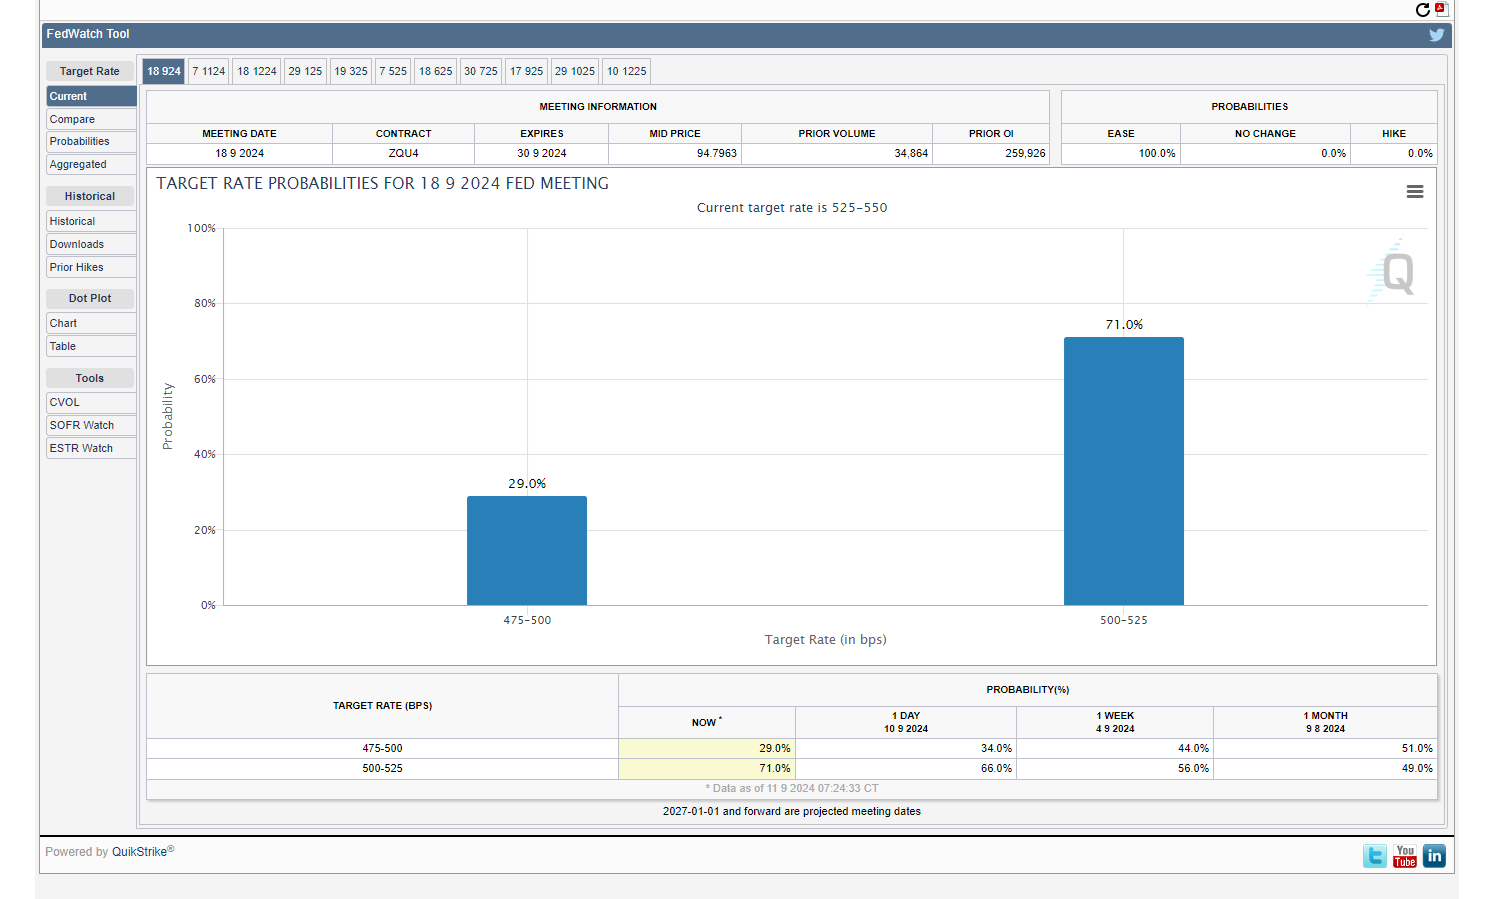 FedWatch Tool
Target Rate
Current
Compare
Probabilities
Aggregated
Historical
Historical
Downloads
Prior Hikes
Dot Plot
Chart
Table
Tools
CVOL
SOFR Watch
ESTR Watch
18 924 7 1124 18 1224 29 125 19 325 7 525 18 625 30 725 17 925 29 1025 10 1225
MEETING INFORMATION
MEETING DATE CONTRACT EXPIRES MID PRICE PRIOR VOLUME PRIOR OI
18 9 2024 ZQU4 30 9 2024 94.7963 34,864 259,926
PROBABILITIES
EASE NO CHANGE HIKE
100.0% 0.0% 0.0%
TARGET RATE PROBABILITIES FOR 18 9 2024 FED MEETING
Current target rate is 525-550
Q
Probability
100%
80%
60%
40%
20%
0%
29.0%
71.0%
475-500 500-525
Target Rate (in bps)
TARGET RATE (BPS) PROBABILITY(%)
NOW * 1 DAY 1 WEEK 1 MONTH
10 9 2024 4 9 2024 9 8 2024
475-500 29.0% 34.0% 44.0% 51.0%
500-525 71.0% 66.0% 56.0% 49.0%
* Data as of 11 9 2024 07:24:33 CT
2027-01-01 and forward are projected meeting dates
Powered by QuikStrike®
You
Tube
in